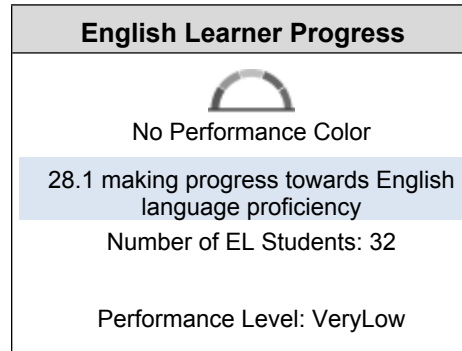 English Learner Progress
No Performance Color
28.1 making progress towards English
language proficiency
Number of EL Students: 32
Performance Level: VeryLow